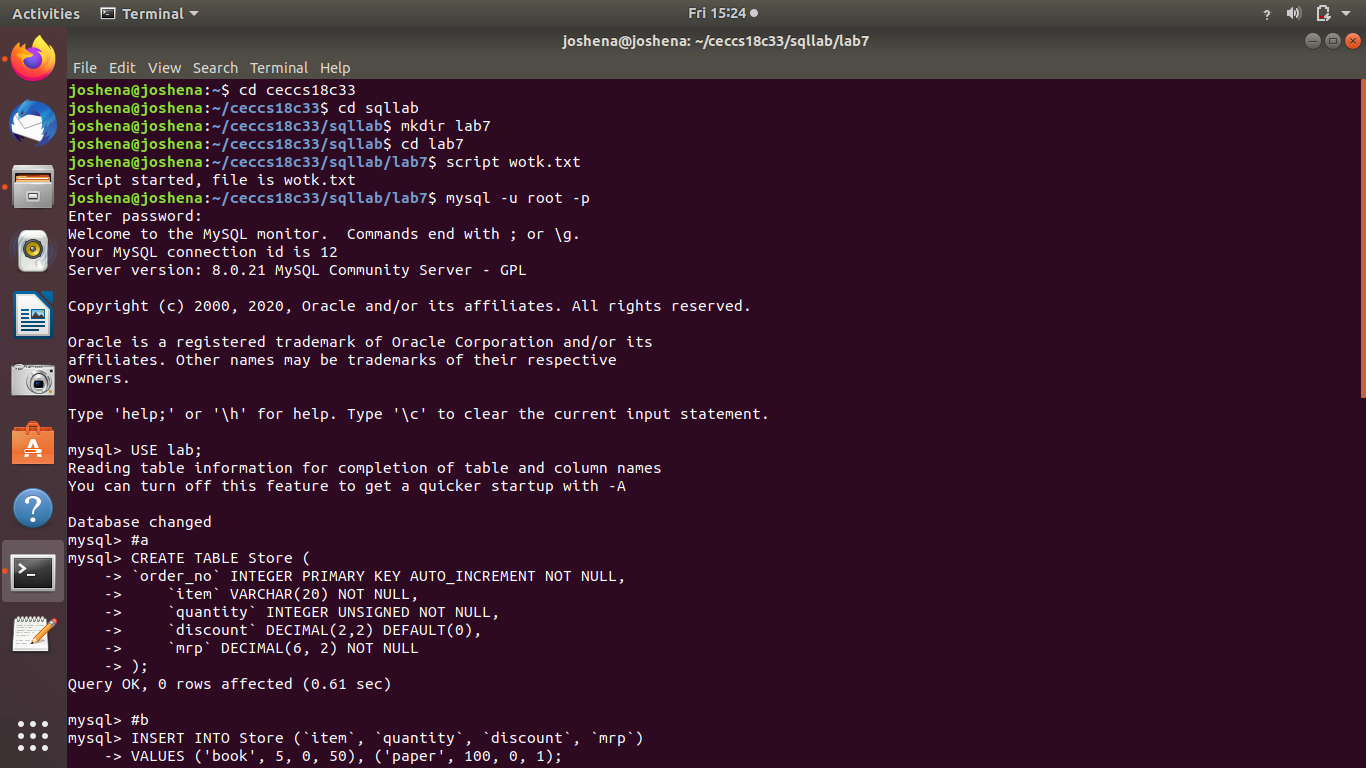 Activities Terminal Fri 15:24
joshena@joshena: ~/ceccs18c33/sqllab/lab7
File Edit View Search Terminal Help
joshena@joshena:~$ cd ceccs18c33
joshena@joshena:~/ceccs18c33$ cd sqllab
joshena@joshena:~/ceccs18c33/sqllab$ mkdir lab7
joshena@joshena:~/ceccs18c33/sqllab$ cd lab7
joshena@joshena:~/ceccs18c33/sqllab/lab7$ script wotk.txt
Script started, file is wotk.txt
joshena@joshena:~/ceccs18c33/sqllab/lab7$ mysql -u root -p
Enter password:
Welcome to the MySQL monitor.  Commands end with ; or \g.
Your MySQL connection id is 12
Server version: 8.0.21 MySQL Community Server - GPL

Copyright (c) 2000, 2020, Oracle and/or its affiliates. All rights reserved.

Oracle is a registered trademark of Oracle Corporation and/or its
affiliates. Other names may be trademarks of their respective
owners.

Type 'help;' or '\h' for help. Type '\c' to clear the current input statement.

mysql> USE lab;
Reading table information for completion of table and column names
You can turn off this feature to get a quicker startup with -A

Database changed
mysql> #a
mysql> CREATE TABLE Store (
    -> `order_no` INTEGER PRIMARY KEY AUTO_INCREMENT NOT NULL,
    ->     `item` VARCHAR(20) NOT NULL,
    ->     `quantity` INTEGER UNSIGNED NOT NULL,
    ->     `discount` DECIMAL(2,2) DEFAULT(0),
    ->     `mrp` DECIMAL(6, 2) NOT NULL
    -> );
Query OK, 0 rows affected (0.61 sec)

mysql> #b
mysql> INSERT INTO Store (`item`, `quantity`, `discount`, `mrp`)
    -> VALUES ('book', 5, 0, 50), ('paper', 100, 0, 1);